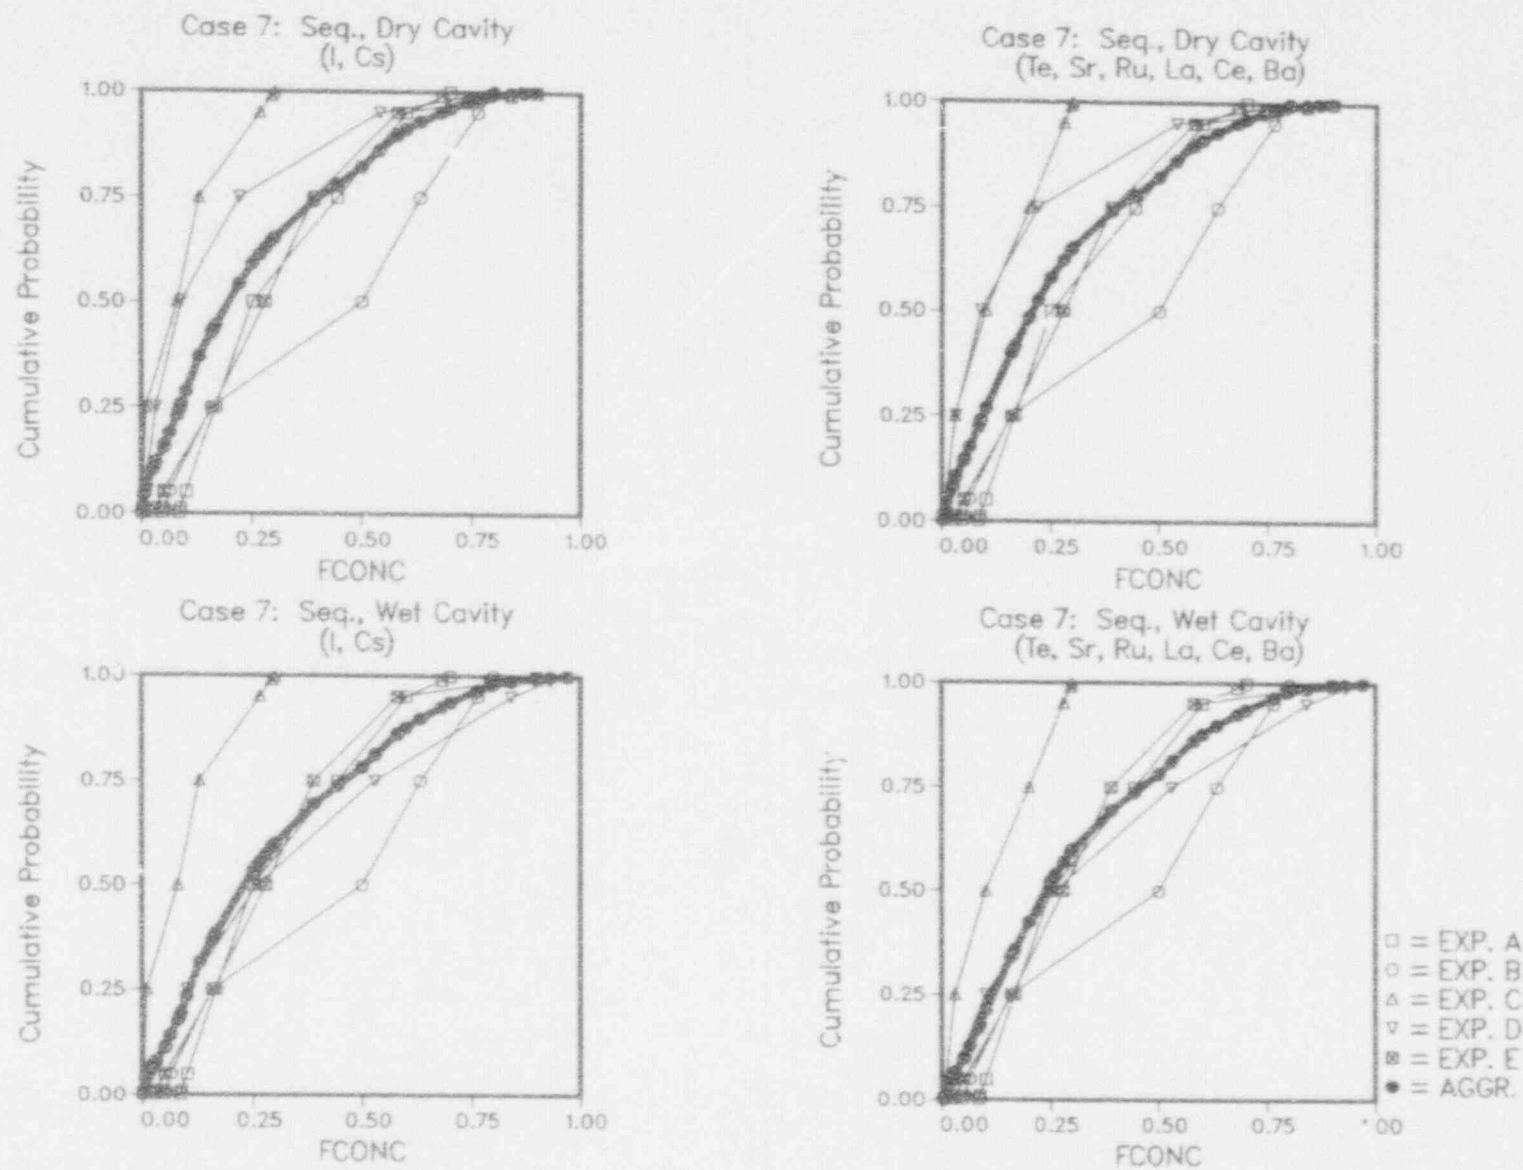 Case 7: Seq., Dry Cavity
(I, Cs)
Cumulative Probability
1.00
0.75
0.50
0.25
0.00
0.00 0.25 0.50 0.75 1.00
FCONC
Case 7: Seq., Dry Cavity
(Te, Sr, Ru, La, Ce, Ba)
Cumulative Probability
1.00
0.75
0.50
0.25
0.00
0.00 0.25 0.50 0.75 1.00
FCONC
Case 7: Seq., Wet Cavity
(I, Cs)
Cumulative Probability
1.00
0.75
0.50
0.25
0.00
0.00 0.25 0.50 0.75 1.00
FCONC
Case 7: Seq., Wet Cavity
(Te, Sr, Ru, La, Ce, Ba)
Cumulative Probability
1.00
0.75
0.50
0.25
0.00
0.00 0.25 0.50 0.75 1.00
FCONC
= EXP. A
= EXP. B
= EXP. C
= EXP. D
= EXP. E
= AGGR.